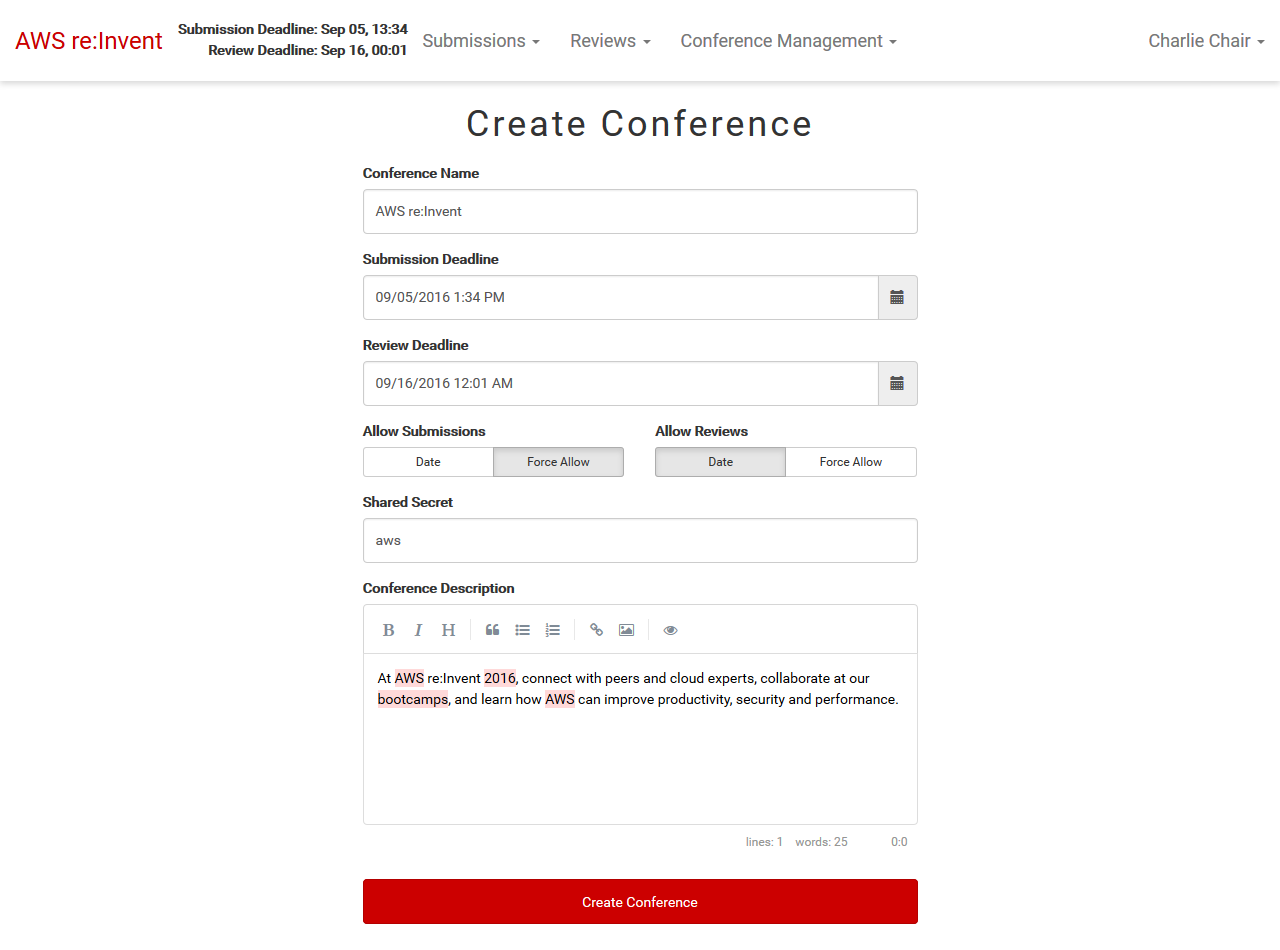 AWS re:Invent
Submission Deadline: Sep 05, 13:34
Review Deadline: Sep 16, 00:01
Submissions
Reviews
Conference Management
Charlie Chair
Create Conference
Conference Name
AWS re:Invent
Submission Deadline
09/05/2016 1:34 PM
Review Deadline
09/16/2016 12:01 AM
Allow Submissions
Allow Reviews
Date
Force Allow
Date
Force Allow
Shared Secret
aws
Conference Description
B I H
At AWS re:Invent 2016, connect with peers and cloud experts, collaborate at our
bootcamps, and learn how AWS can improve productivity, security and performance.
lines: 1 words: 25 0:0
Create Conference